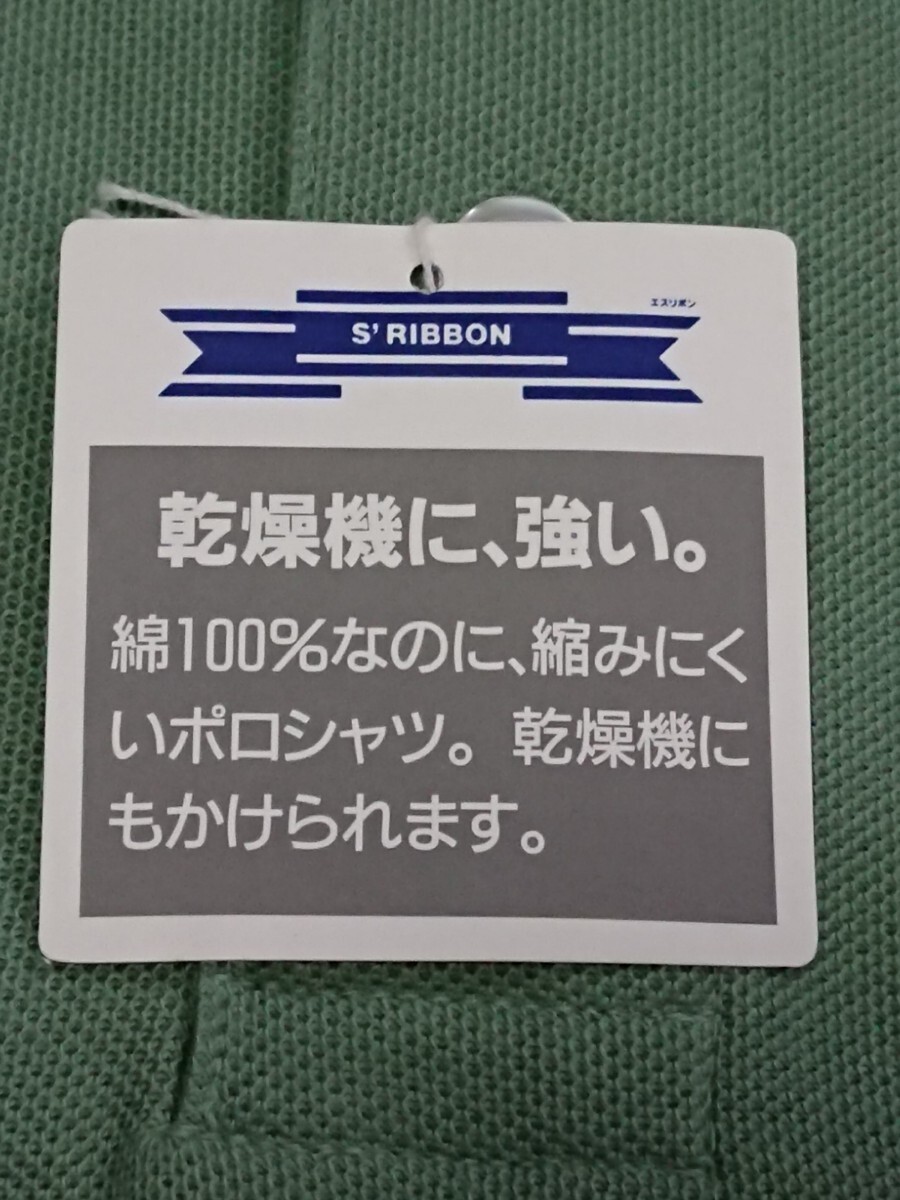 エスリボン
S' RIBBON
乾燥機に、強い。
綿100%なのに、縮みにく
いポロシャツ。乾燥機に
もかけられます。